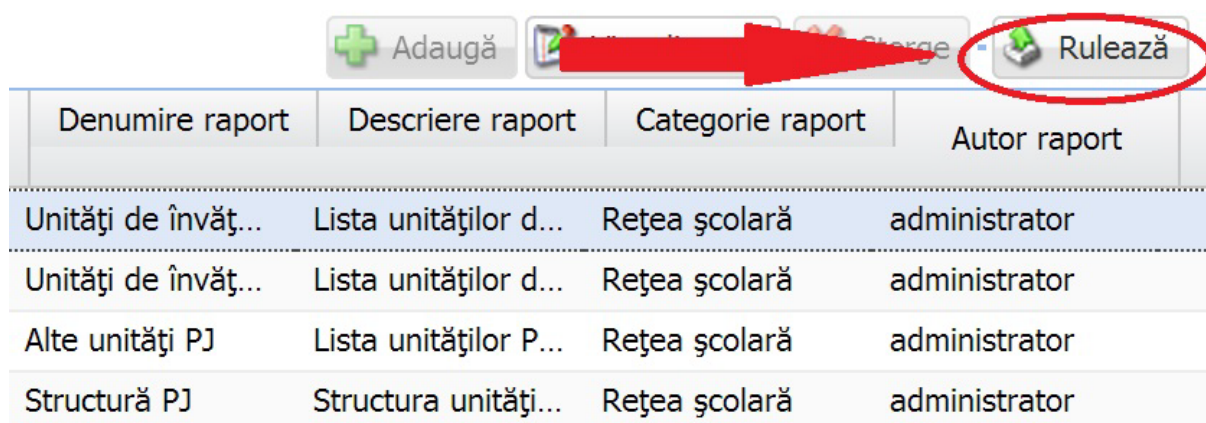 Adaugă Rulează
Denumire raport Descriere raport Categorie raport Autor raport
Unităţi de învăţ... Lista unităţilor d... Reţea şcolară administrator
Unităţi de învăţ... Lista unităţilor d... Reţea şcolară administrator
Alte unităţi PJ Lista unităţilor P... Reţea şcolară administrator
Structură PJ Structura unităţi... Reţea şcolară administrator